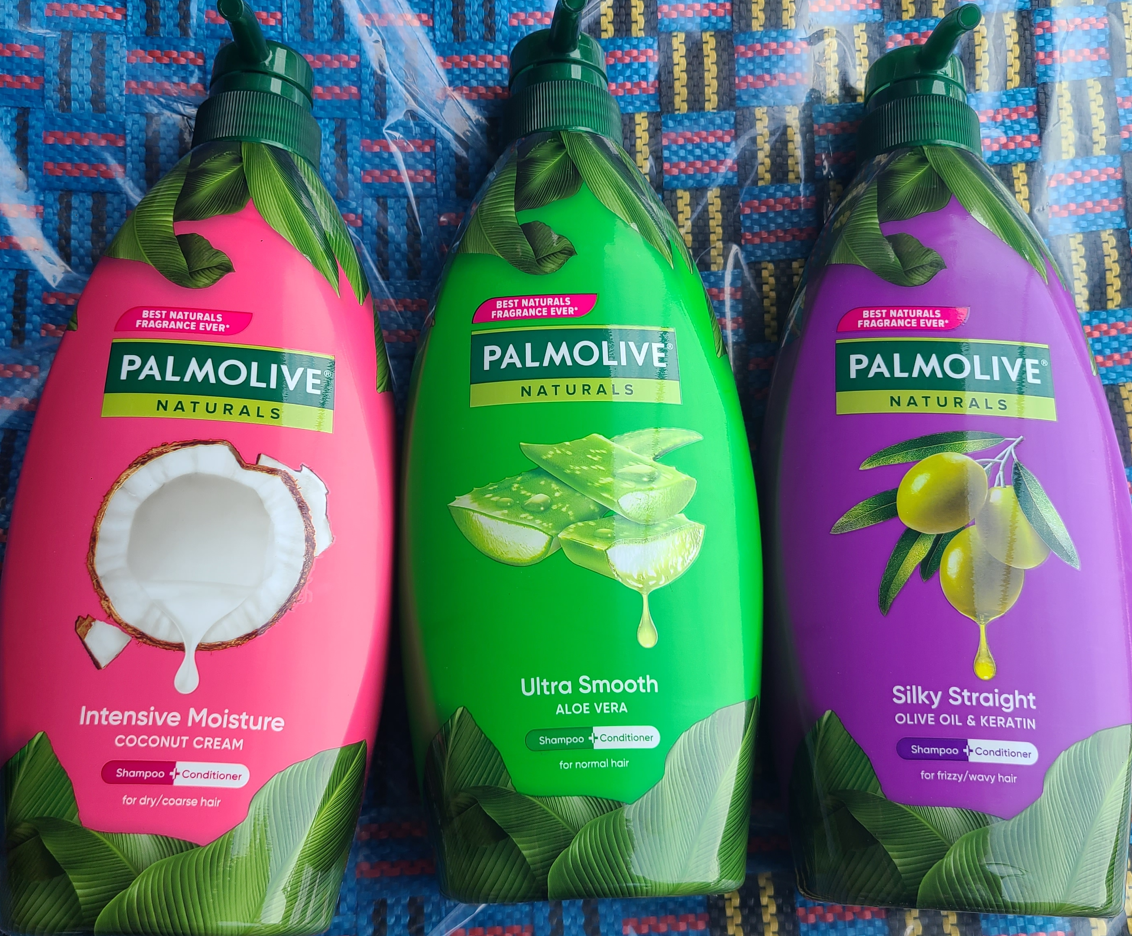 BEST NATURALS
FRAGRANCE EVER*
PALMOLIVE®
NATURALS
Intensive Moisture
COCONUT CREAM
Shampoo + Conditioner
for dry/coarse hair
BEST NATURALS
FRAGRANCE EVER*
PALMOLIVE®
NATURALS
Ultra Smooth
ALOE VERA
Shampoo + Conditioner
for normal hair
BEST NATURALS
FRAGRANCE EVER*
PALMOLIVE®
NATURALS
Silky Straight
OLIVE OIL & KERATIN
Shampoo + Conditioner
for frizzy/wavy hair